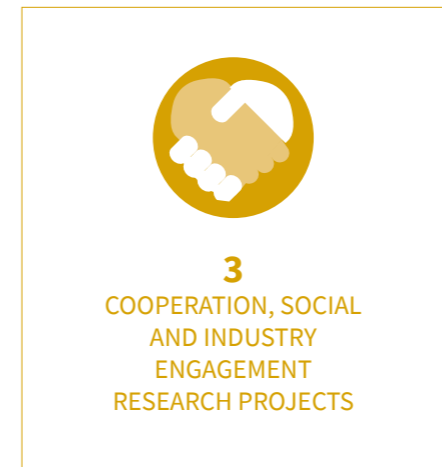 3
COOPERATION, SOCIAL
AND INDUSTRY
ENGAGEMENT
RESEARCH PROJECTS